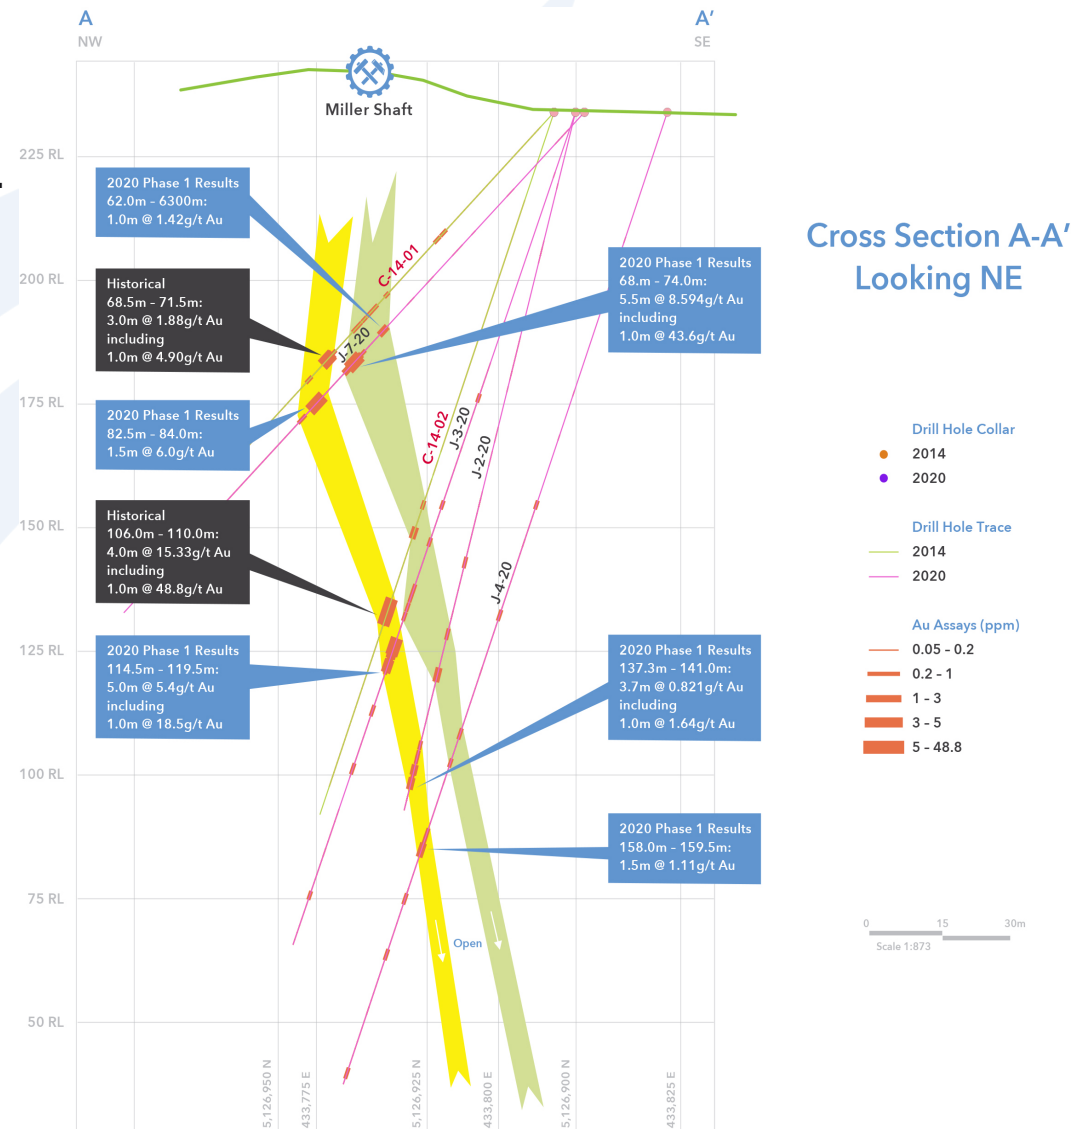 A
NW
A’
SE
Miller Shaft
225 RL
200 RL
175 RL
150 RL
125 RL
100 RL
75 RL
50 RL
2020 Phase 1 Results
62.0m – 6300m:
1.0m @ 1.42g/t Au
Historical
68.5m – 71.5m:
3.0m @ 1.88g/t Au
including
1.0m @ 4.90g/t Au
2020 Phase 1 Results
82.5m – 84.0m:
1.5m @ 6.0g/t Au
Historical
106.0m – 110.0m:
4.0m @ 15.33g/t Au
including
1.0m @ 48.8g/t Au
2020 Phase 1 Results
114.5m – 119.5m:
5.0m @ 5.4g/t Au
including
1.0m @ 18.5g/t Au
C-14-01
J-7-20
C-14-02
J-3-20
J-2-20
J-4-20
2020 Phase 1 Results
68.m – 74.0m:
5.5m @ 8.594g/t Au
including
1.0m @ 43.6g/t Au
2020 Phase 1 Results
137.3m – 141.0m:
3.7m @ 0.821g/t Au
including
1.0m @ 1.64g/t Au
2020 Phase 1 Results
158.0m – 159.5m:
1.5m @ 1.11g/t Au
Open
5,126,950 N
433,775 E
5,126,925 N
433,800 E
5,126,900 N
433,825 E
Cross Section A-A’
Looking NE
Drill Hole Collar
2014
2020
Drill Hole Trace
2014
2020
Au Assays (ppm)
0.05 - 0.2
0.2 - 1
1 - 3
3 - 5
5 - 48.8
0 15 30m
Scale 1:873